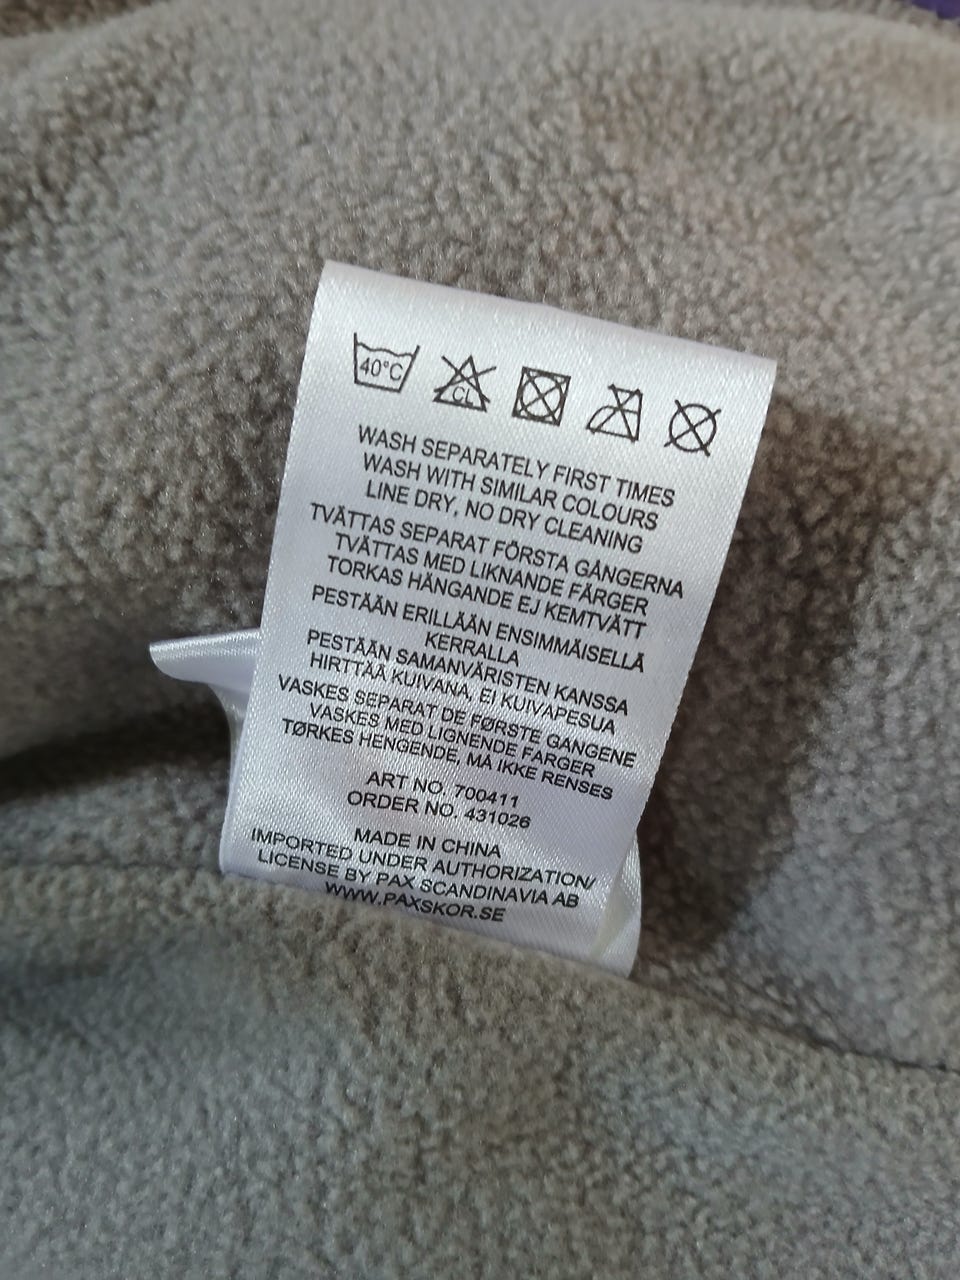 40°C
CL
WASH SEPARATELY FIRST TIMES
WASH WITH SIMILAR COLOURS
LINE DRY, NO DRY CLEANING
TVÄTTAS SEPARAT FÖRSTA GÅNGERNA
TVÄTTAS MED LIKNANDE FÄRGER
TORKAS HÄNGANDE EJ KEMTVÄTT
PESTÄÄN ERILLÄÄN ENSIMMÄISELLÄ
KERRALLA
PESTÄÄN SAMANVÄRISTEN KANSSA
HIRTTÄÄ KUIVANA, EI KUIVAPESUA
VASKES SEPARAT DE FØRSTE GANGENE
VASKES MED LIGNENDE FARGER
TØRKES HENGENDE, MA IKKE RENSES
ART NO. 700411
ORDER NO. 431026
MADE IN CHINA
IMPORTED UNDER AUTHORIZATION/
LICENSE BY PAX SCANDINAVIA AB
WWW.PAXSKOR.SE